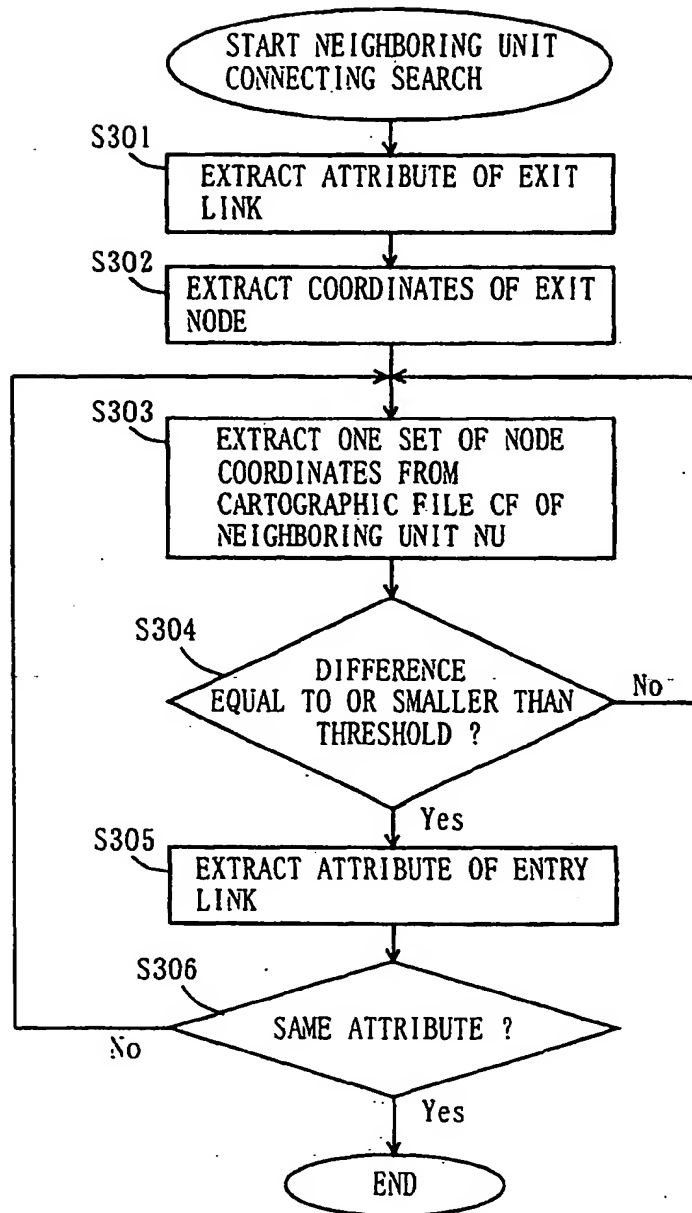 START NEIGHBORING UNIT
CONNECTING SEARCH
S301
EXTRACT ATTRIBUTE OF EXIT
LINK
S302
EXTRACT COORDINATES OF EXIT
NODE
S303
EXTRACT ONE SET OF NODE
COORDINATES FROM
CARTOGRAPHIC FILE CF OF
NEIGHBORING UNIT NU
S304
DIFFERENCE
EQUAL TO OR SMALLER THAN
THRESHOLD ?
No
Yes
S305
EXTRACT ATTRIBUTE OF ENTRY
LINK
S306
SAME ATTRIBUTE ?
No
Yes
END